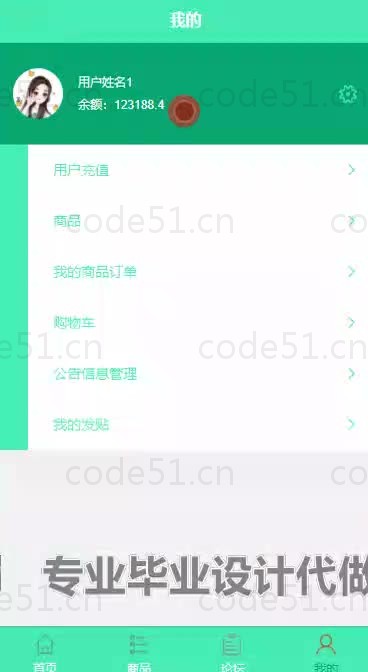 我的
用户姓名1
余额：123188.4
code51.cn
用户充值
商品
code51.cn
我的商品订单
购物车
code51.cn
code51.cn
公告信息管理
我的发贴
code51.cn
专业毕业设计代做
code51.cn
code51.cn
首页
商品
论坛
我的